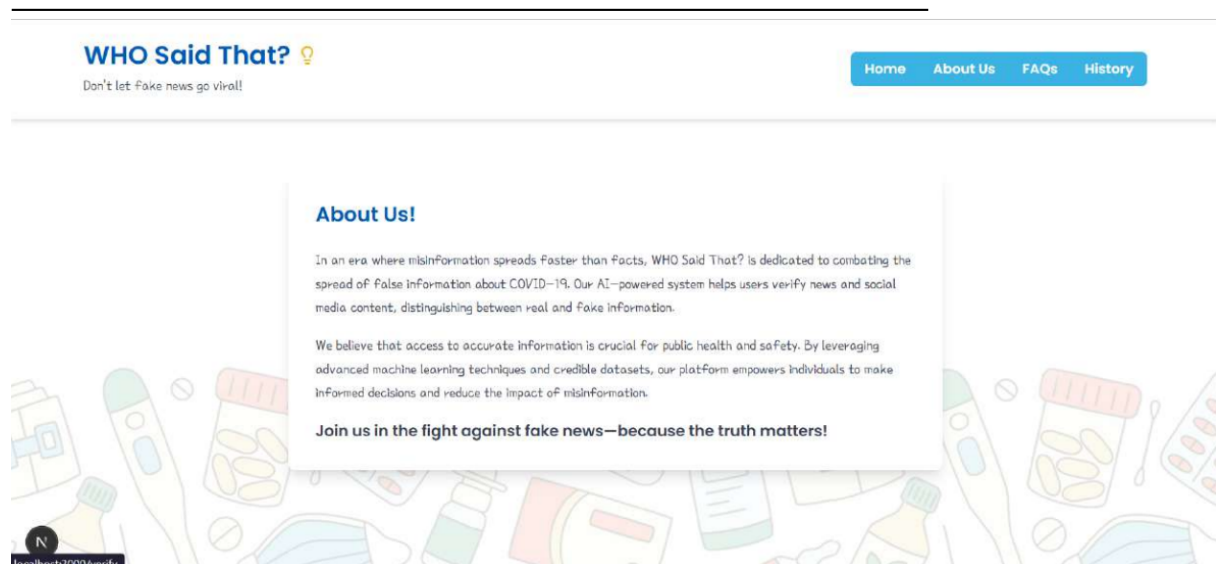 WHO Said That?
Don't let fake news go viral!
Home About Us FAQs History
About Us!
In an era where misinformation spreads faster than facts, WHO Said That? is dedicated to combating the
spread of false information about COVID-19. Our AI-powered system helps users verify news and social
media content, distinguishing between real and fake information.
We believe that access to accurate information is crucial for public health and safety. By leveraging
advanced machine learning techniques and credible datasets, our platform empowers individuals to make
informed decisions and reduce the impact of misinformation.
Join us in the fight against fake news—because the truth matters!
N
localhost:3000/verify